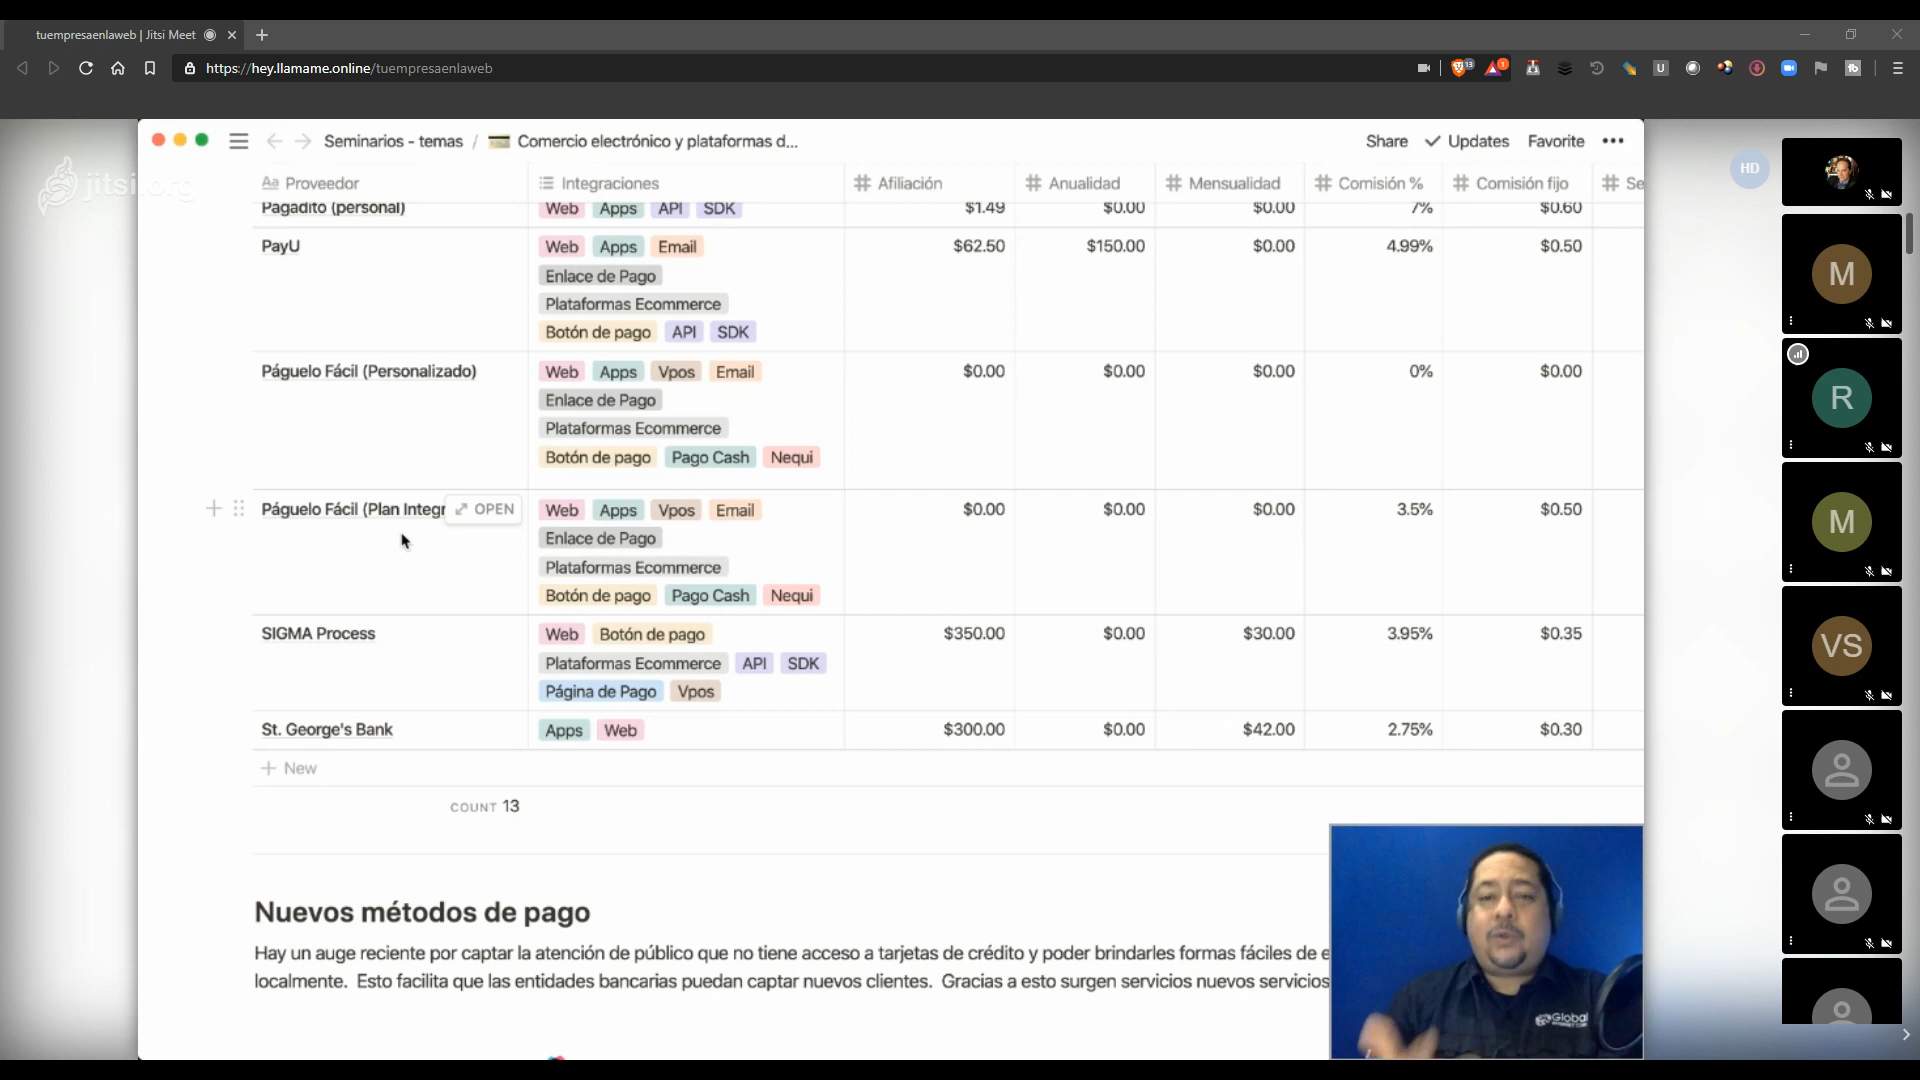 tuempresaenlaweb | Jitsi Meet
https://hey.llamame.online/tuempresaenlaweb
13
1
U
jitsi.org
Seminarios - temas / Comercio electrónico y plataformas d...
Share Updates Favorite
HD
Aa Proveedor Integraciones # Afiliación # Anualidad # Mensualidad # Comisión % # Comisión fijo # Se
Pagadito (personal) Web Apps API SDK $1.49 $0.00 $0.00 7% $0.60
PayU Web Apps Email $62.50 $150.00 $0.00 4.99% $0.50
Enlace de Pago
Plataformas Ecommerce
Botón de pago API SDK
Páguelo Fácil (Personalizado) Web Apps Vpos Email $0.00 $0.00 $0.00 0% $0.00
Enlace de Pago
Plataformas Ecommerce
Botón de pago Pago Cash Nequi
Páguelo Fácil (Plan Integr OPEN Web Apps Vpos Email $0.00 $0.00 $0.00 3.5% $0.50
Enlace de Pago
Plataformas Ecommerce
Botón de pago Pago Cash Nequi
SIGMA Process Web Botón de pago $350.00 $0.00 $30.00 3.95% $0.35
Plataformas Ecommerce API SDK
Página de Pago Vpos
St. George's Bank Apps Web $300.00 $0.00 $42.00 2.75% $0.30
+ New
COUNT 13
Nuevos métodos de pago
Hay un auge reciente por captar la atención de público que no tiene acceso a tarjetas de crédito y poder brindarles formas fáciles de e
localmente. Esto facilita que las entidades bancarias puedan captar nuevos clientes. Gracias a esto surgen servicios nuevos servicios
Global
M
R
M
VS